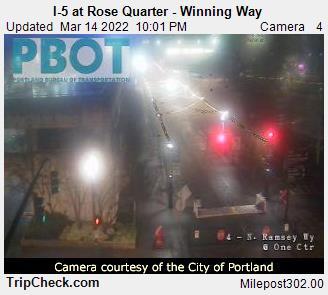 I-5 at Rose Quarter - Winning Way
Updated Mar 14 2022 10:01 PM Camera 4
PBOT
PORTLAND BUREAU OF TRANSPORTATION
4 - N. Ramsey Wy
@ One Ctr
Camera courtesy of the City of Portland
TripCheck.com Milepost302.00